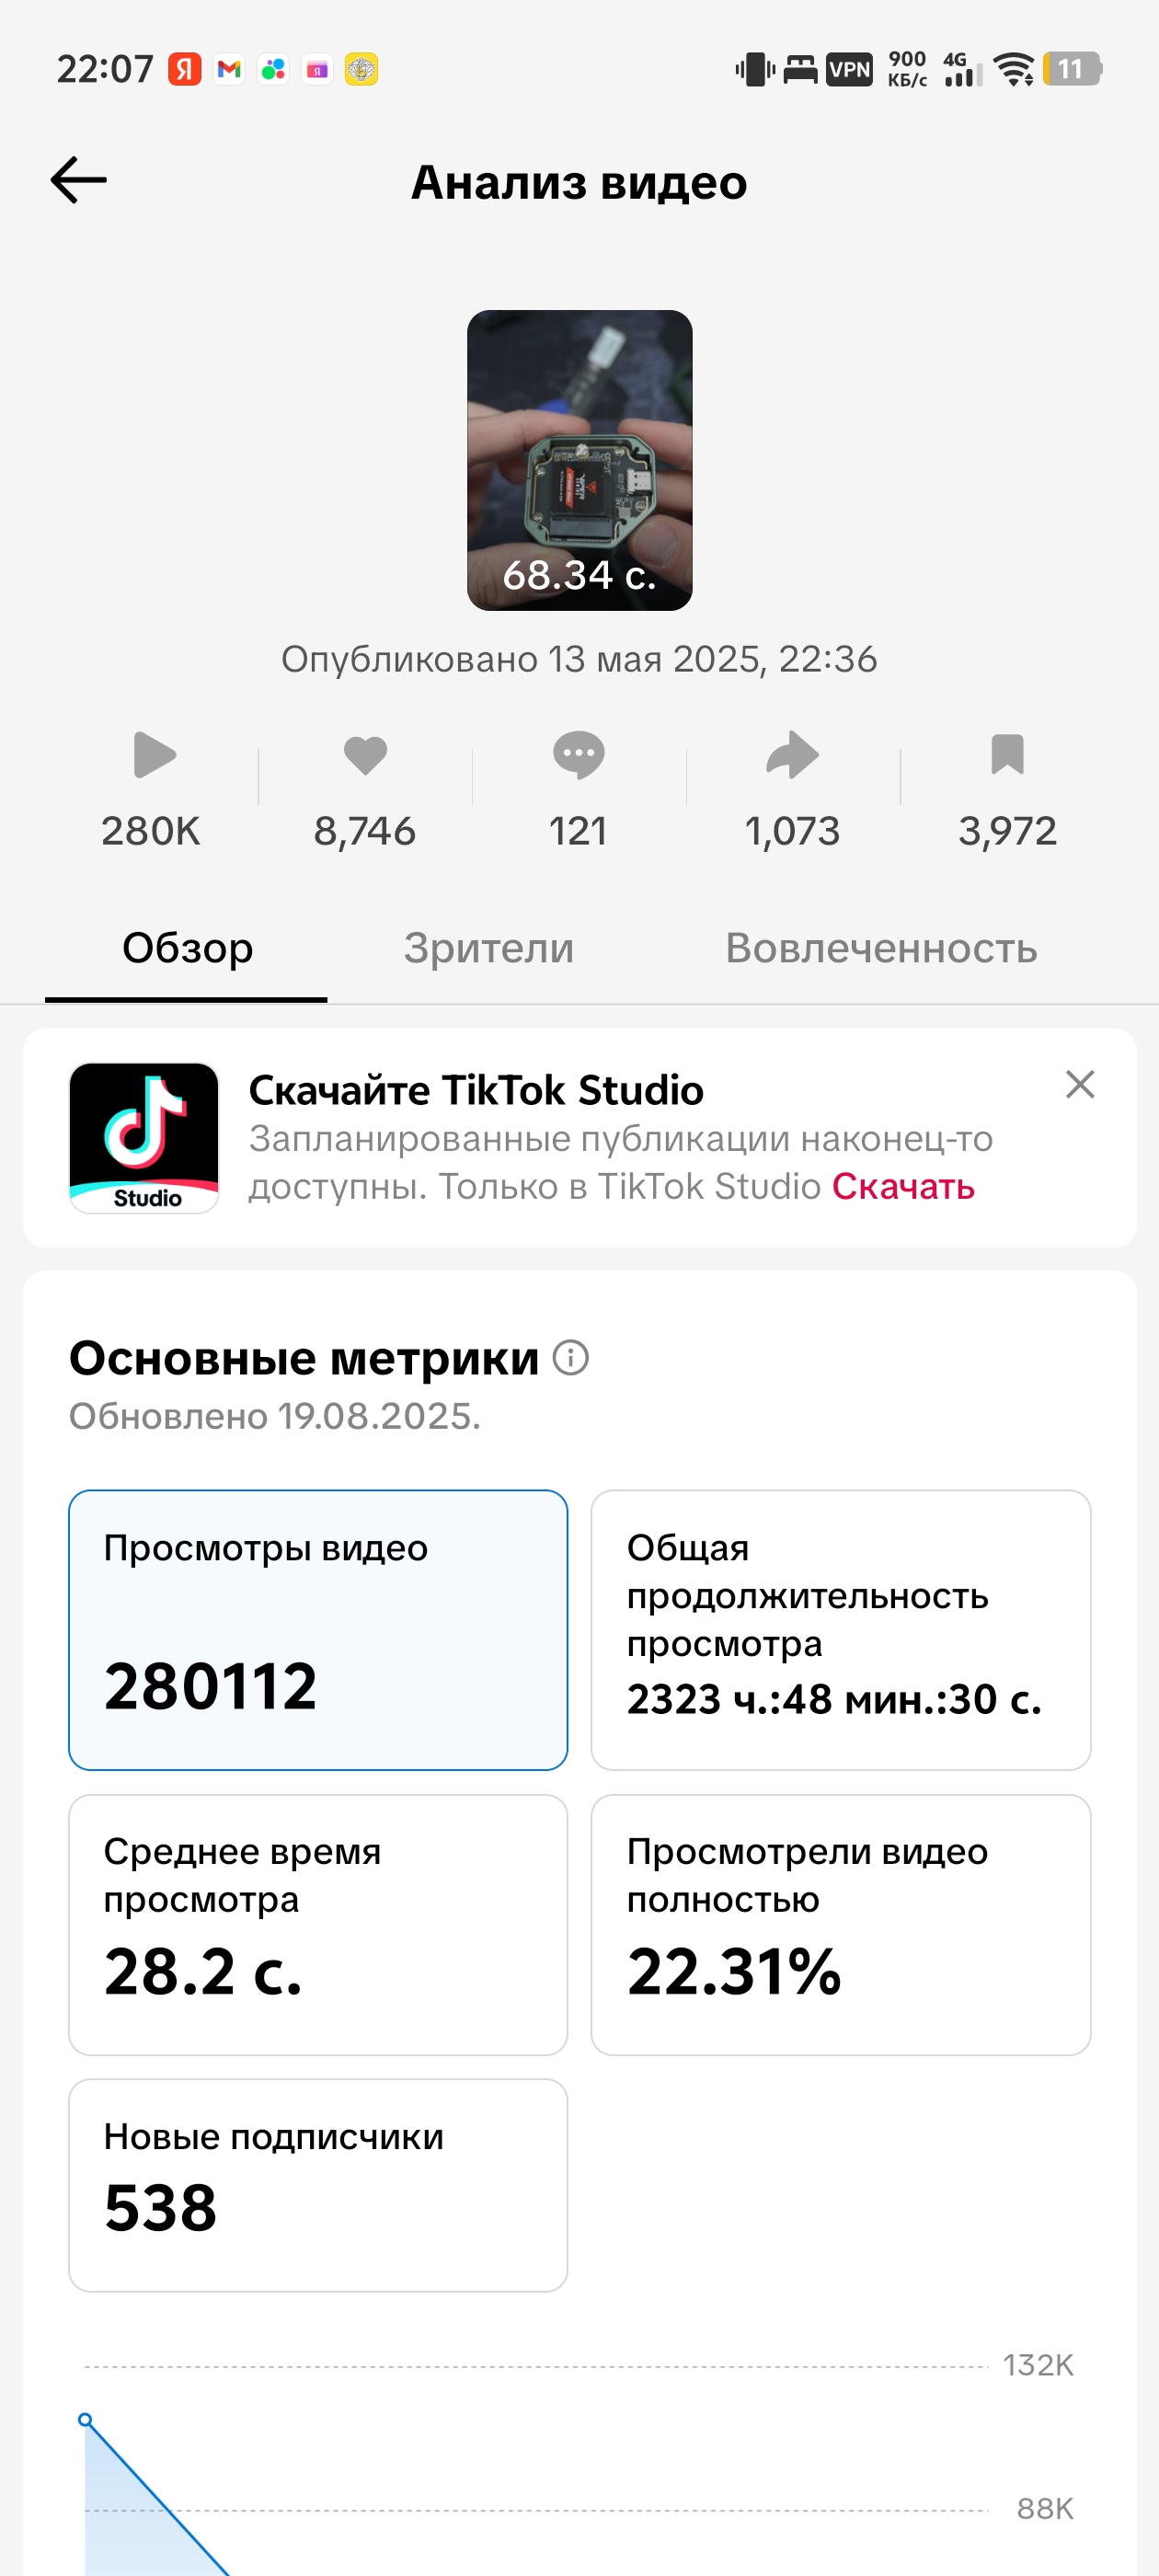 22:07 Я Я VPN 900 КБ/с 4G 11
Анализ видео
68.34 с.
Опубликовано 13 мая 2025, 22:36
280K 8,746 121 1,073 3,972
Обзор Зрители Вовлеченность
Скачайте TikTok Studio
Запланированные публикации наконец-то
доступны. Только в TikTok Studio Скачать
Studio
Основные метрики
Обновлено 19.08.2025.
Просмотры видео
280112
Общая
продолжительность
просмотра
2323 ч.:48 мин.:30 с.
Среднее время
просмотра
28.2 с.
Просмотрели видео
полностью
22.31%
Новые подписчики
538
132K
88K